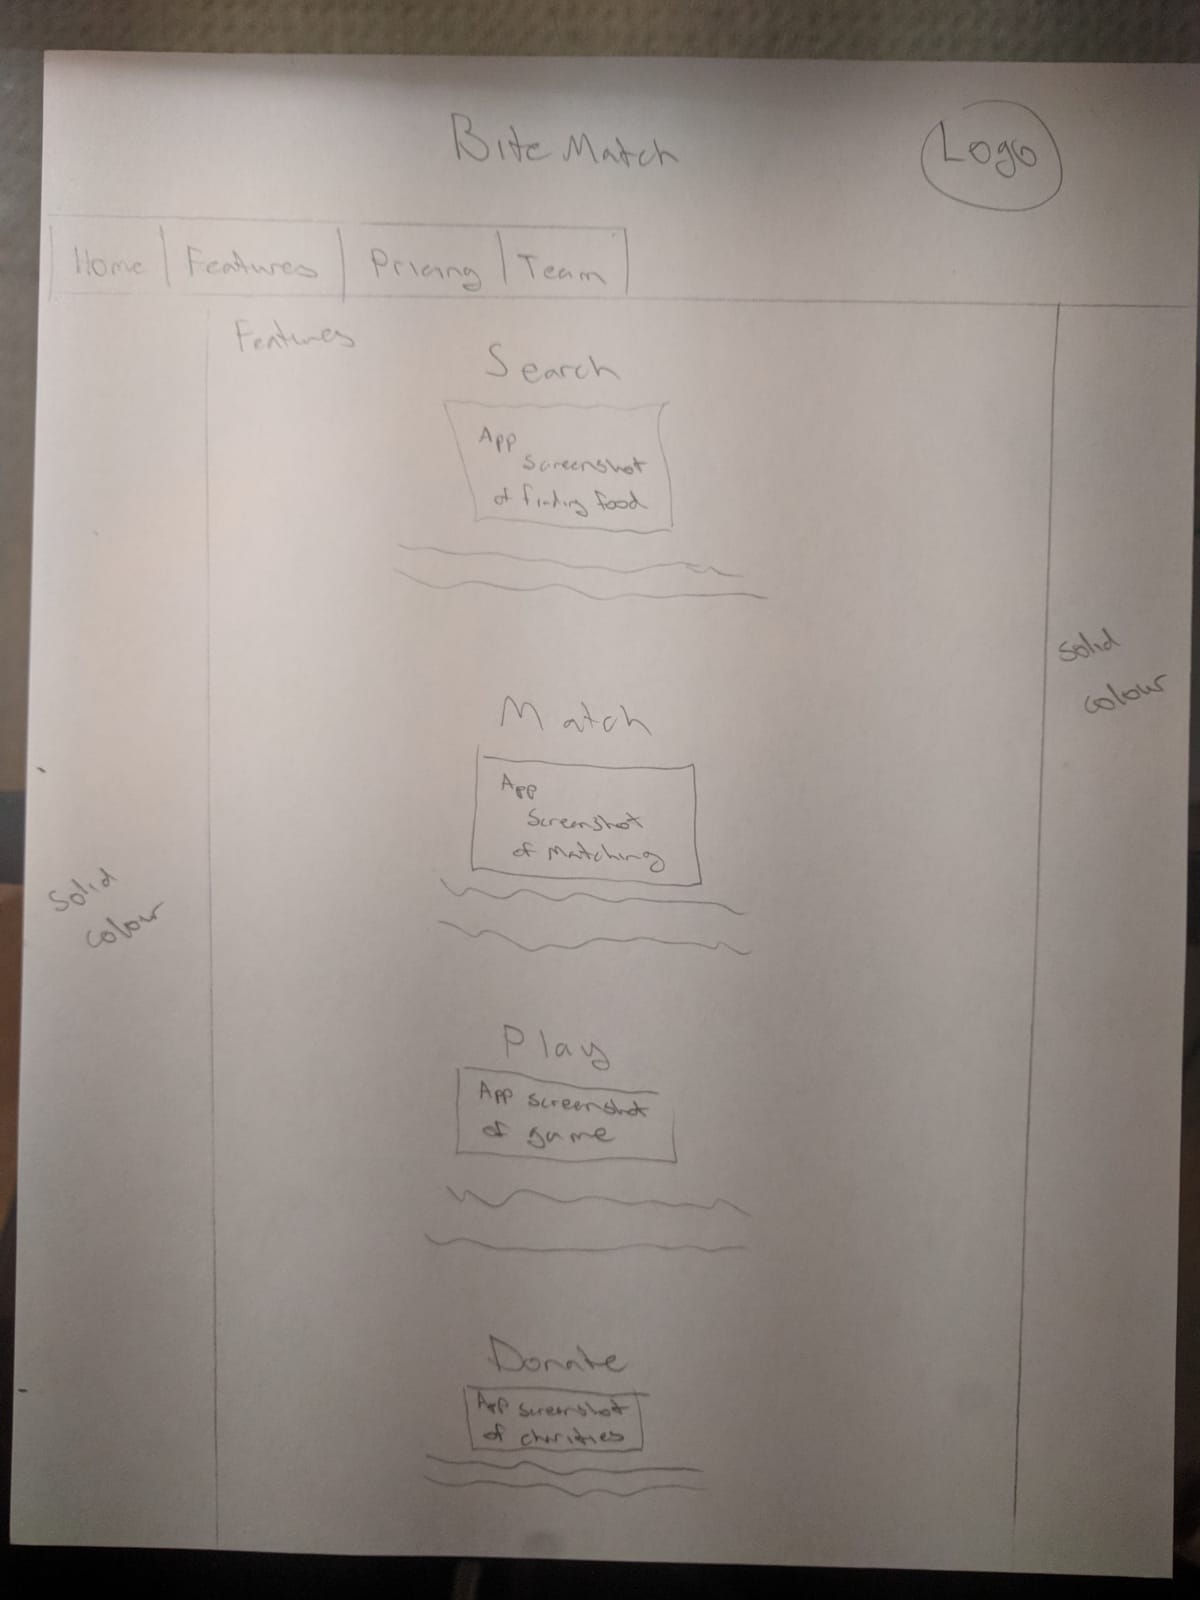 Bite Match
Logo
Home
Features
Pricing
Team
Features
Search
App
Screenshot
of finding food
Solid
colour
Match
App
Screenshot
of Matching
Solid
colour
Play
App screenshot
of game
Donate
App screenshot
of charities